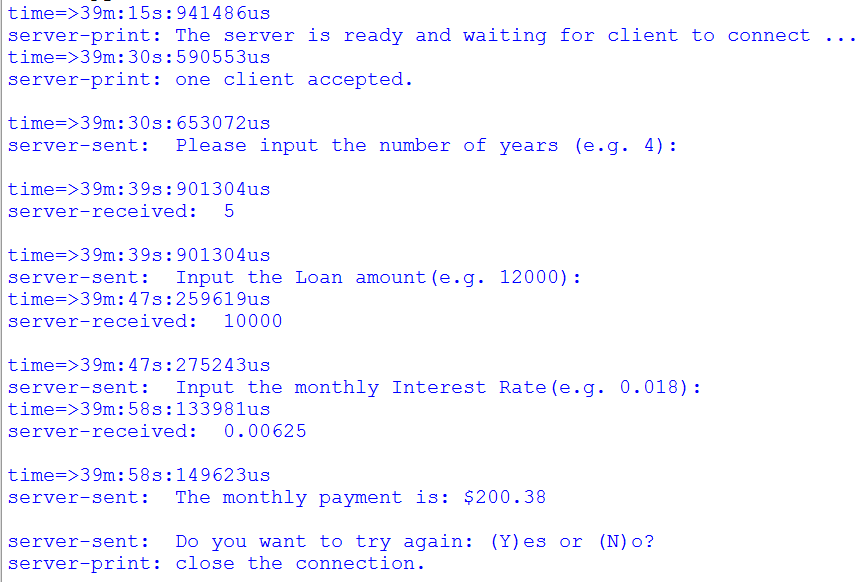 time=>39m:15s:941486us
server-print: The server is ready and waiting for client to connect ...
time=>39m:30s:590553us
server-print: one client accepted.
time=>39m:30s:653072us
server-sent:  Please input the number of years (e.g. 4):
time=>39m:39s:901304us
server-received:  5
time=>39m:39s:901304us
server-sent:  Input the Loan amount(e.g. 12000):
time=>39m:47s:259619us
server-received:  10000
time=>39m:47s:275243us
server-sent:  Input the monthly Interest Rate(e.g. 0.018):
time=>39m:58s:133981us
server-received:  0.00625
time=>39m:58s:149623us
server-sent:  The monthly payment is: $200.38
server-sent:  Do you want to try again: (Y)es or (N)o?
server-print: close the connection.